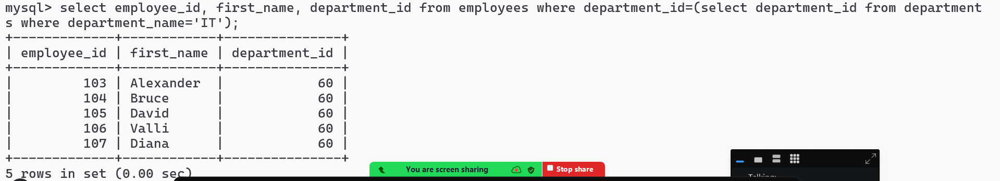 mysql> select employee_id, first_name, department_id from employees where department_id=(select department_id from department
s where department_name='IT');
+-------------+------------+---------------+
| employee_id | first_name | department_id |
+-------------+------------+---------------+
|         103 | Alexander  |            60 |
|         104 | Bruce      |            60 |
|         105 | David      |            60 |
|         106 | Valli      |            60 |
|         107 | Diana      |            60 |
+-------------+------------+---------------+
5 rows in set (0.00 sec)
You are screen sharing
Stop share
Talking: